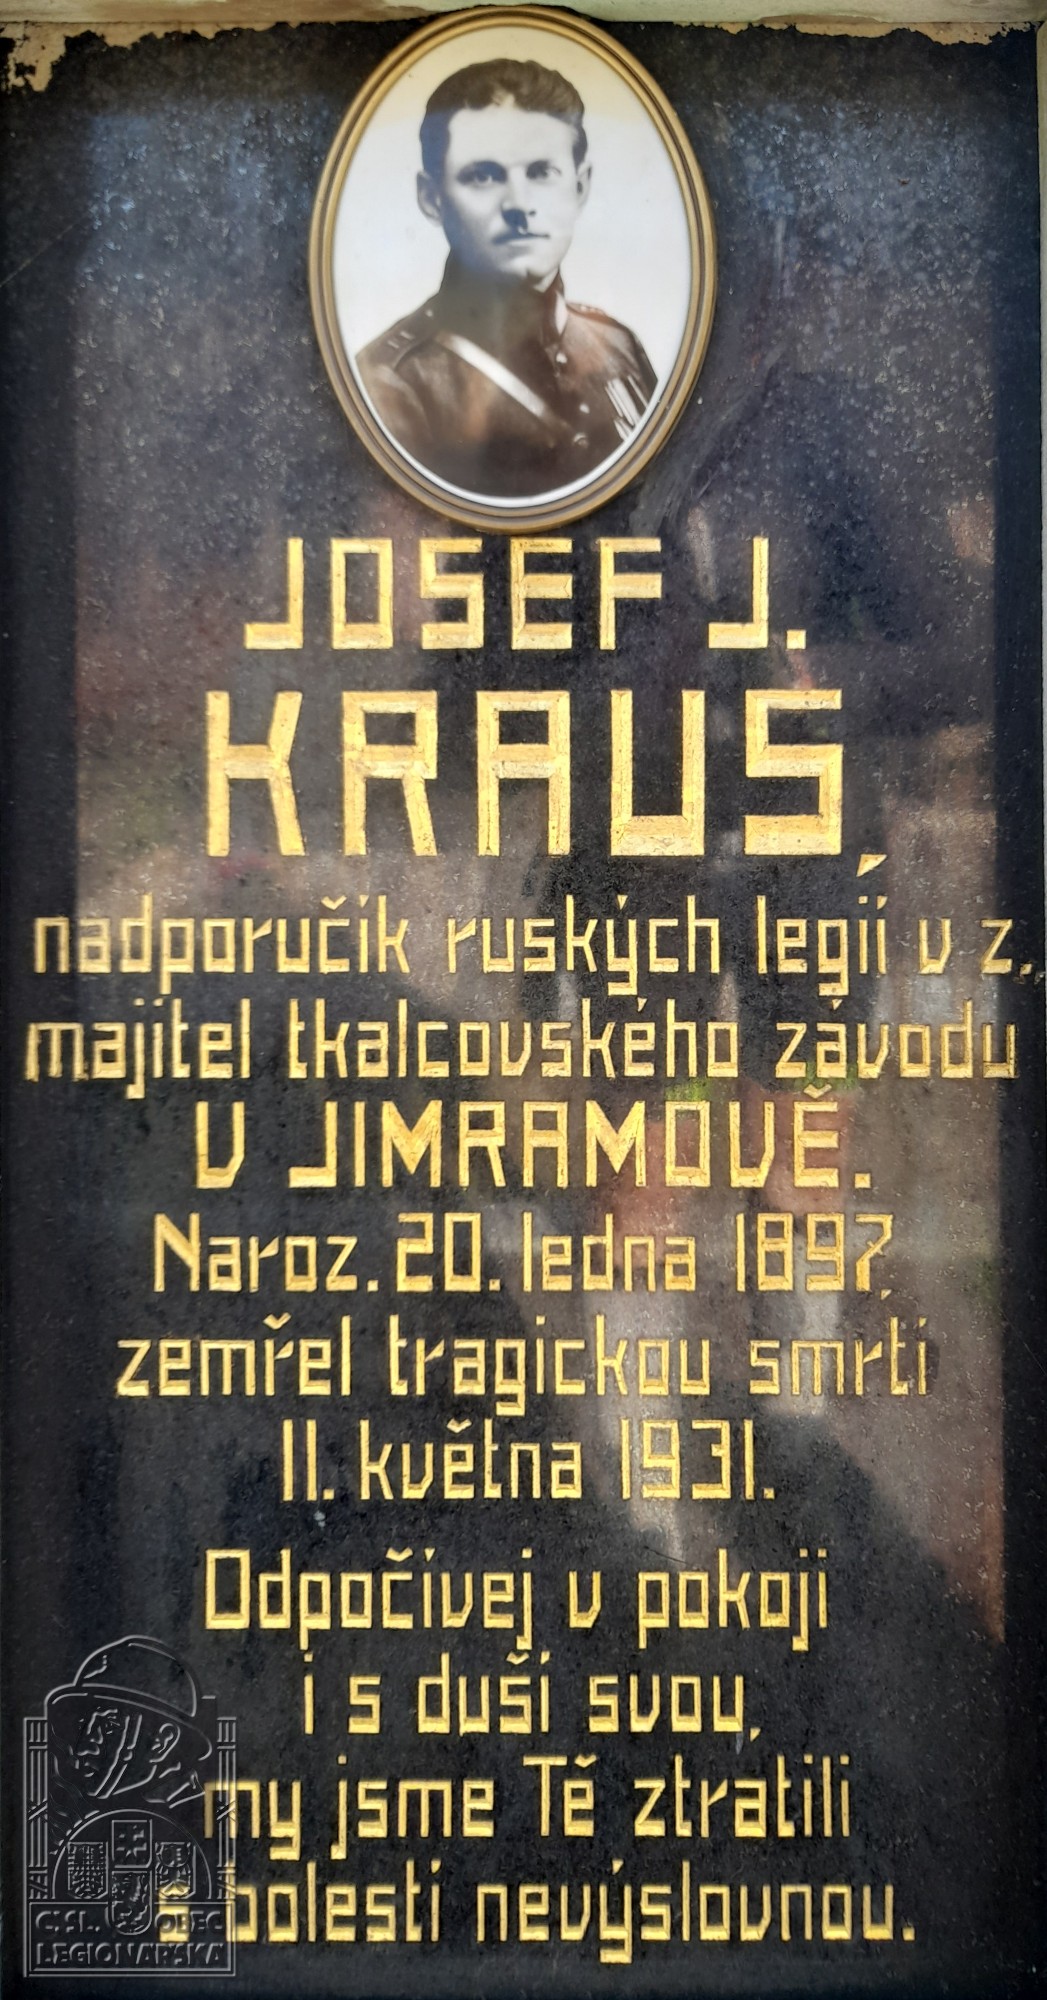 JOSEF J.
KRAUS,
nadporučík ruských legií v z.,
majitel tkalcovského závodu
V JIMRAMOVĚ.
Naroz. 20. ledna 1897,
zemřel tragickou smrtí
11. května 1931.
Odpočívej v pokoji
i s duší svou,
my jsme Tě ztratili
bolestí nevýslovnou.
Č. SL. OBEC
LEGIONÁŘSKÁ